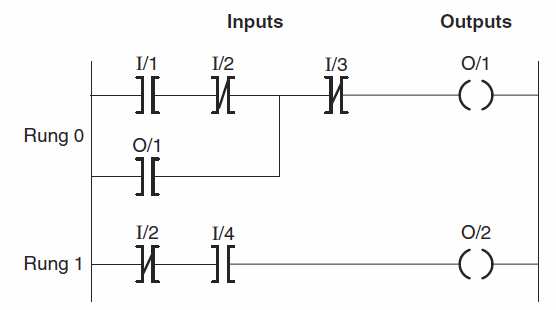 Inputs Outputs
I/1 I/2 I/3 O/1
Rung 0
O/1
I/2 I/4 O/2
Rung 1